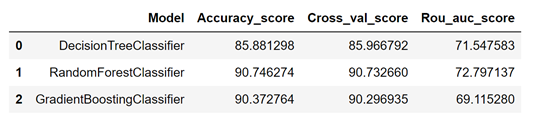 Model Accuracy_score Cross_val_score Rou_auc_score
0 DecisionTreeClassifier 85.881298 85.966792 71.547583
1 RandomForestClassifier 90.746274 90.732660 72.797137
2 GradientBoostingClassifier 90.372764 90.296935 69.115280